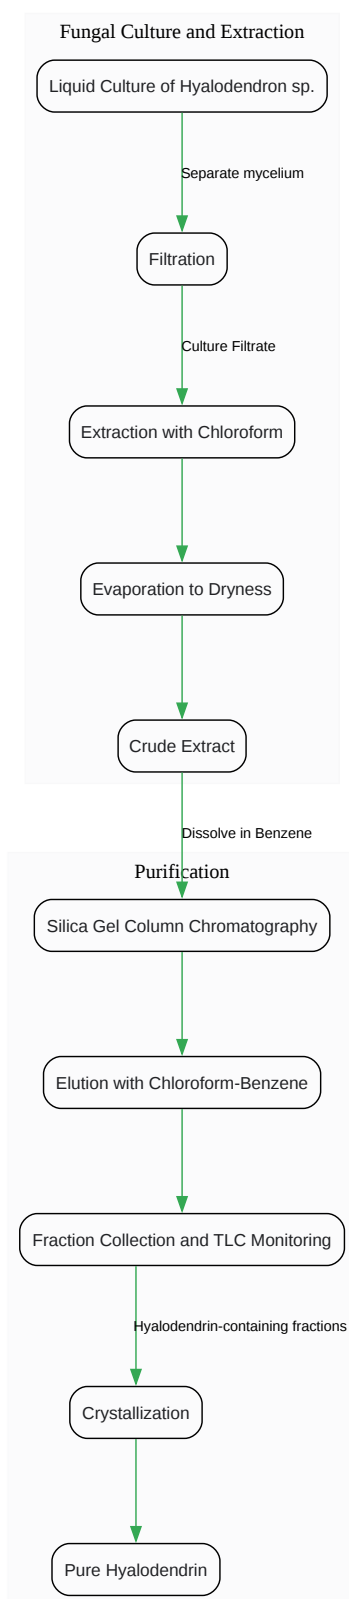 Fungal Culture and Extraction
Liquid Culture of Hyalodendron sp.
Separate mycelium
Filtration
Culture Filtrate
Extraction with Chloroform
Evaporation to Dryness
Crude Extract
Dissolve in Benzene
Purification
Silica Gel Column Chromatography
Elution with Chloroform-Benzene
Fraction Collection and TLC Monitoring
Hyalodendrin-containing fractions
Crystallization
Pure Hyalodendrin